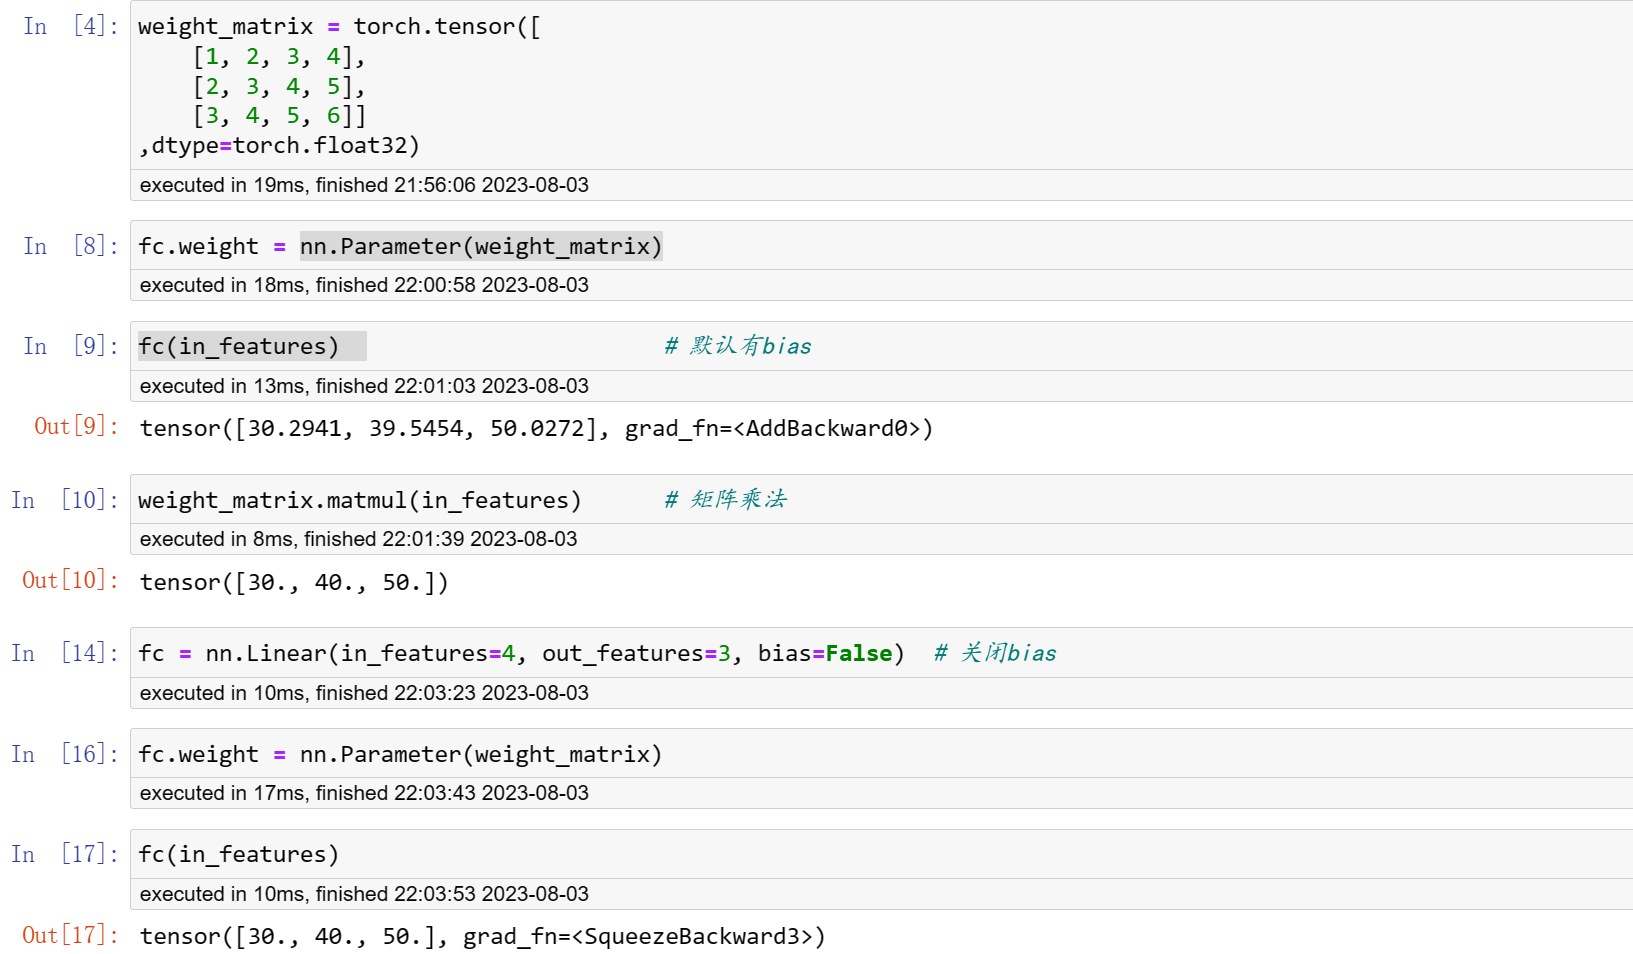 In [4]: weight_matrix = torch.tensor([
[1, 2, 3, 4],
[2, 3, 4, 5],
[3, 4, 5, 6]]
,dtype=torch.float32)
executed in 19ms, finished 21:56:06 2023-08-03
In [8]: fc.weight = nn.Parameter(weight_matrix)
executed in 18ms, finished 22:00:58 2023-08-03
In [9]: fc(in_features) # 默认有bias
executed in 13ms, finished 22:01:03 2023-08-03
Out[9]: tensor([30.2941, 39.5454, 50.0272], grad_fn=<AddBackward0>)
In [10]: weight_matrix.matmul(in_features) # 矩阵乘法
executed in 8ms, finished 22:01:39 2023-08-03
Out[10]: tensor([30., 40., 50.])
In [14]: fc = nn.Linear(in_features=4, out_features=3, bias=False) # 关闭bias
executed in 10ms, finished 22:03:23 2023-08-03
In [16]: fc.weight = nn.Parameter(weight_matrix)
executed in 17ms, finished 22:03:43 2023-08-03
In [17]: fc(in_features)
executed in 10ms, finished 22:03:53 2023-08-03
Out[17]: tensor([30., 40., 50.], grad_fn=<SqueezeBackward3>)